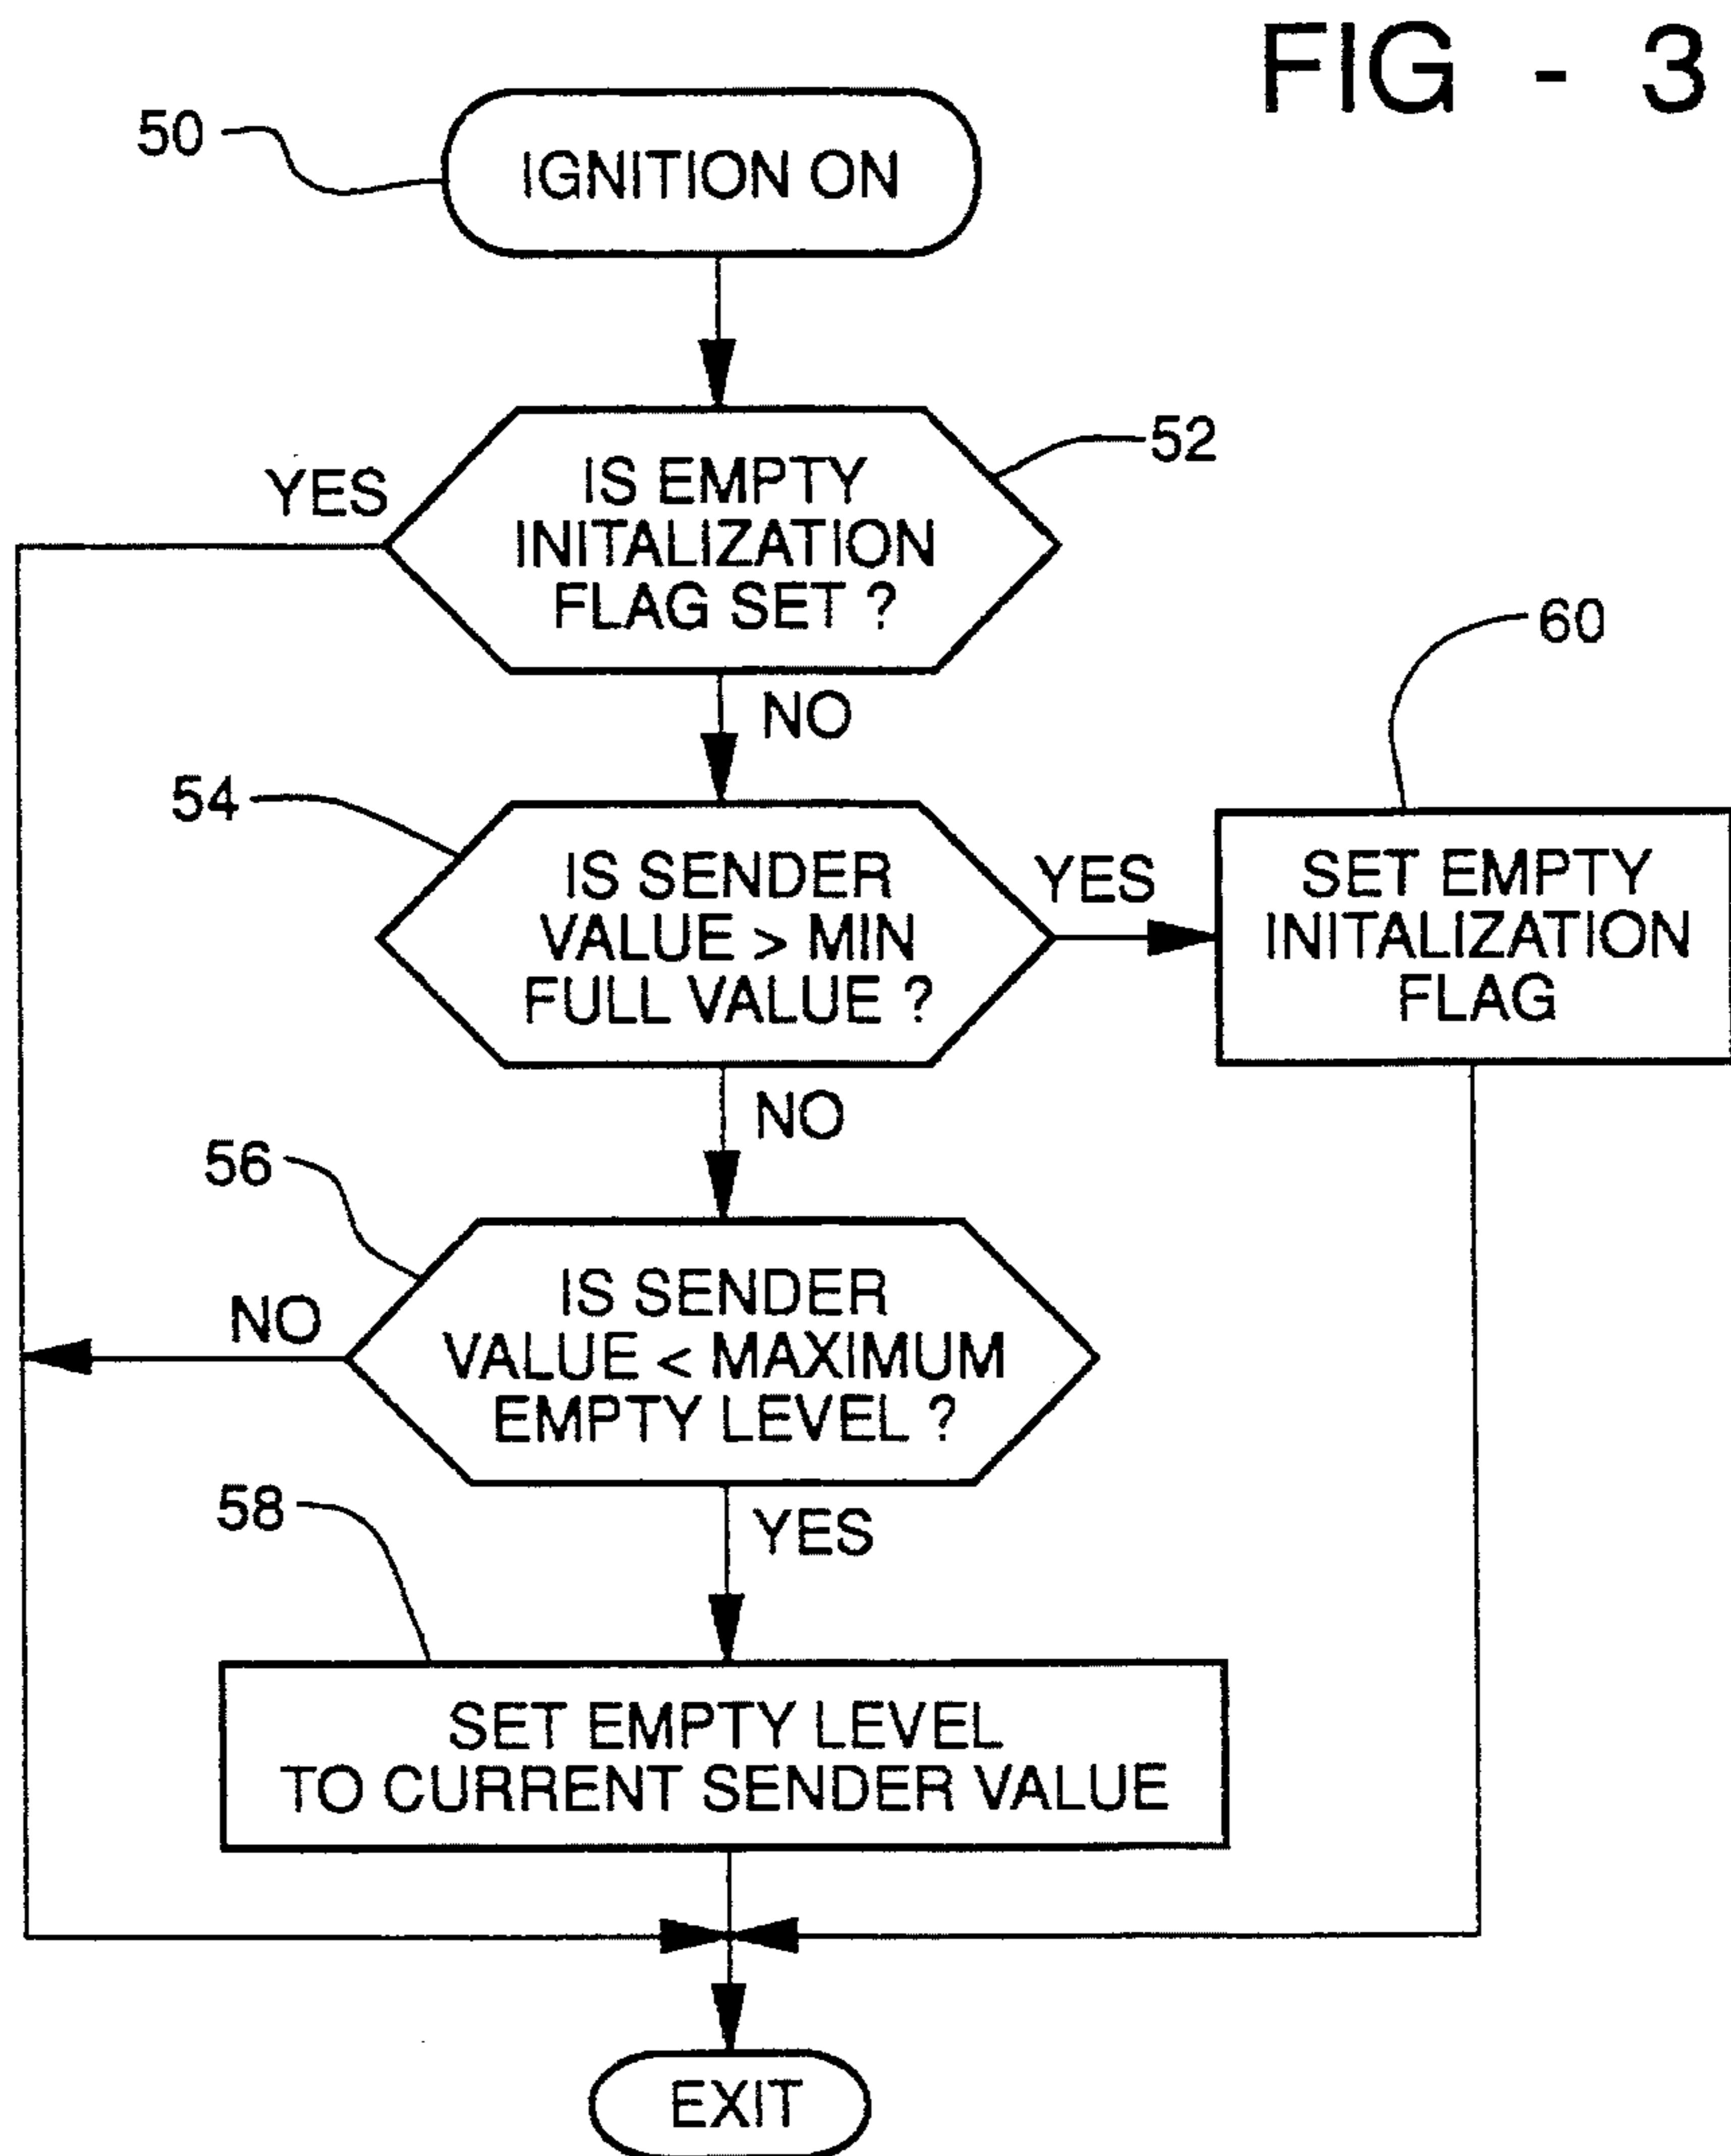 FIG - 3
50
IGNITION ON
52
YES
IS EMPTY
INITALIZATION
FLAG SET ?
NO
60
54
IS SENDER
VALUE > MIN
FULL VALUE ?
YES
SET EMPTY
INITALIZATION
FLAG
NO
56
IS SENDER
VALUE < MAXIMUM
EMPTY LEVEL ?
NO
YES
58
SET EMPTY LEVEL
TO CURRENT SENDER VALUE
EXIT